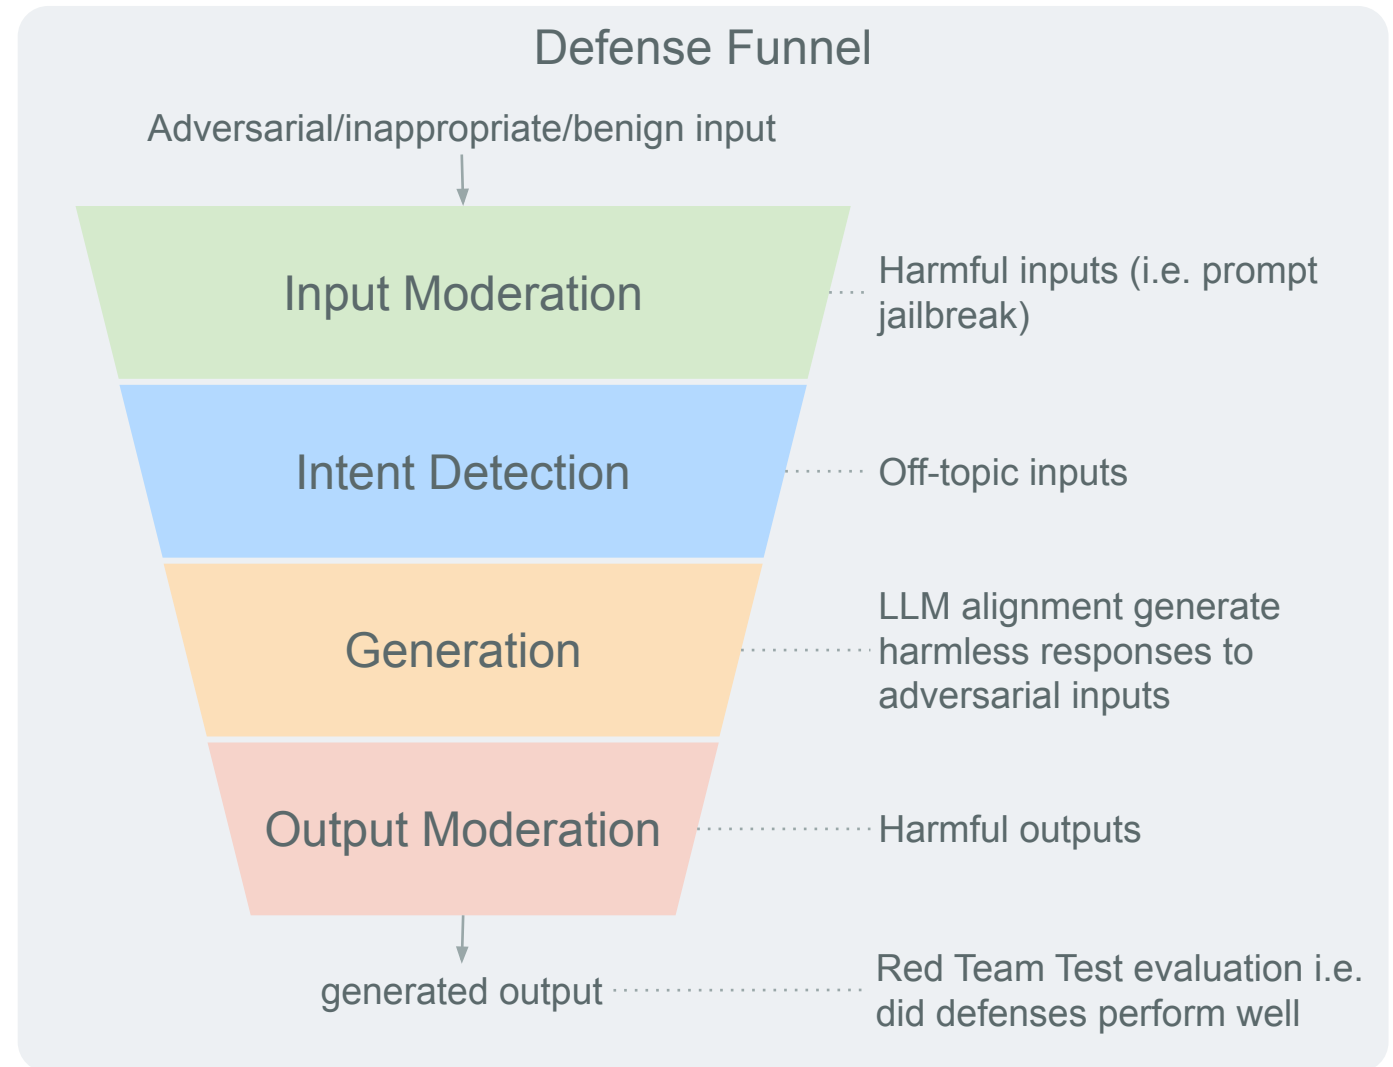 Defense Funnel
Adversarial/inappropriate/benign input
Input Moderation
Harmful inputs (i.e. prompt
jailbreak)
Intent Detection
Off-topic inputs
Generation
LLM alignment generate
harmless responses to
adversarial inputs
Output Moderation
Harmful outputs
generated output
Red Team Test evaluation i.e.
did defenses perform well